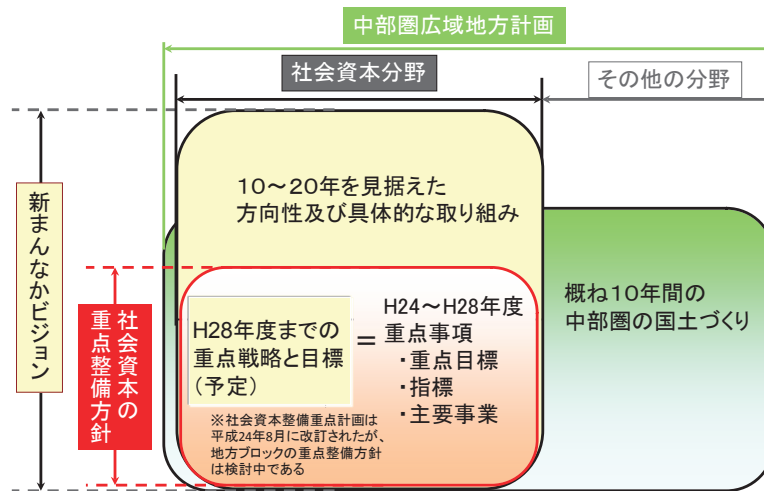 中部圏広域地方計画
社会資本分野
その他の分野
新まんなかビジョン
10～20年を見据えた
方向性及び具体的な取り組み
社会資本の
重点整備方針
H28年度までの
重点戦略と目標
（予定）
=
H24～H28年度
重点事項
・重点目標
・指標
・主要事業
※社会資本整備重点計画は
平成24年8月に改訂されたが、
地方ブロックの重点整備方針
は検討中である
概ね10年間の
中部圏の国土づくり